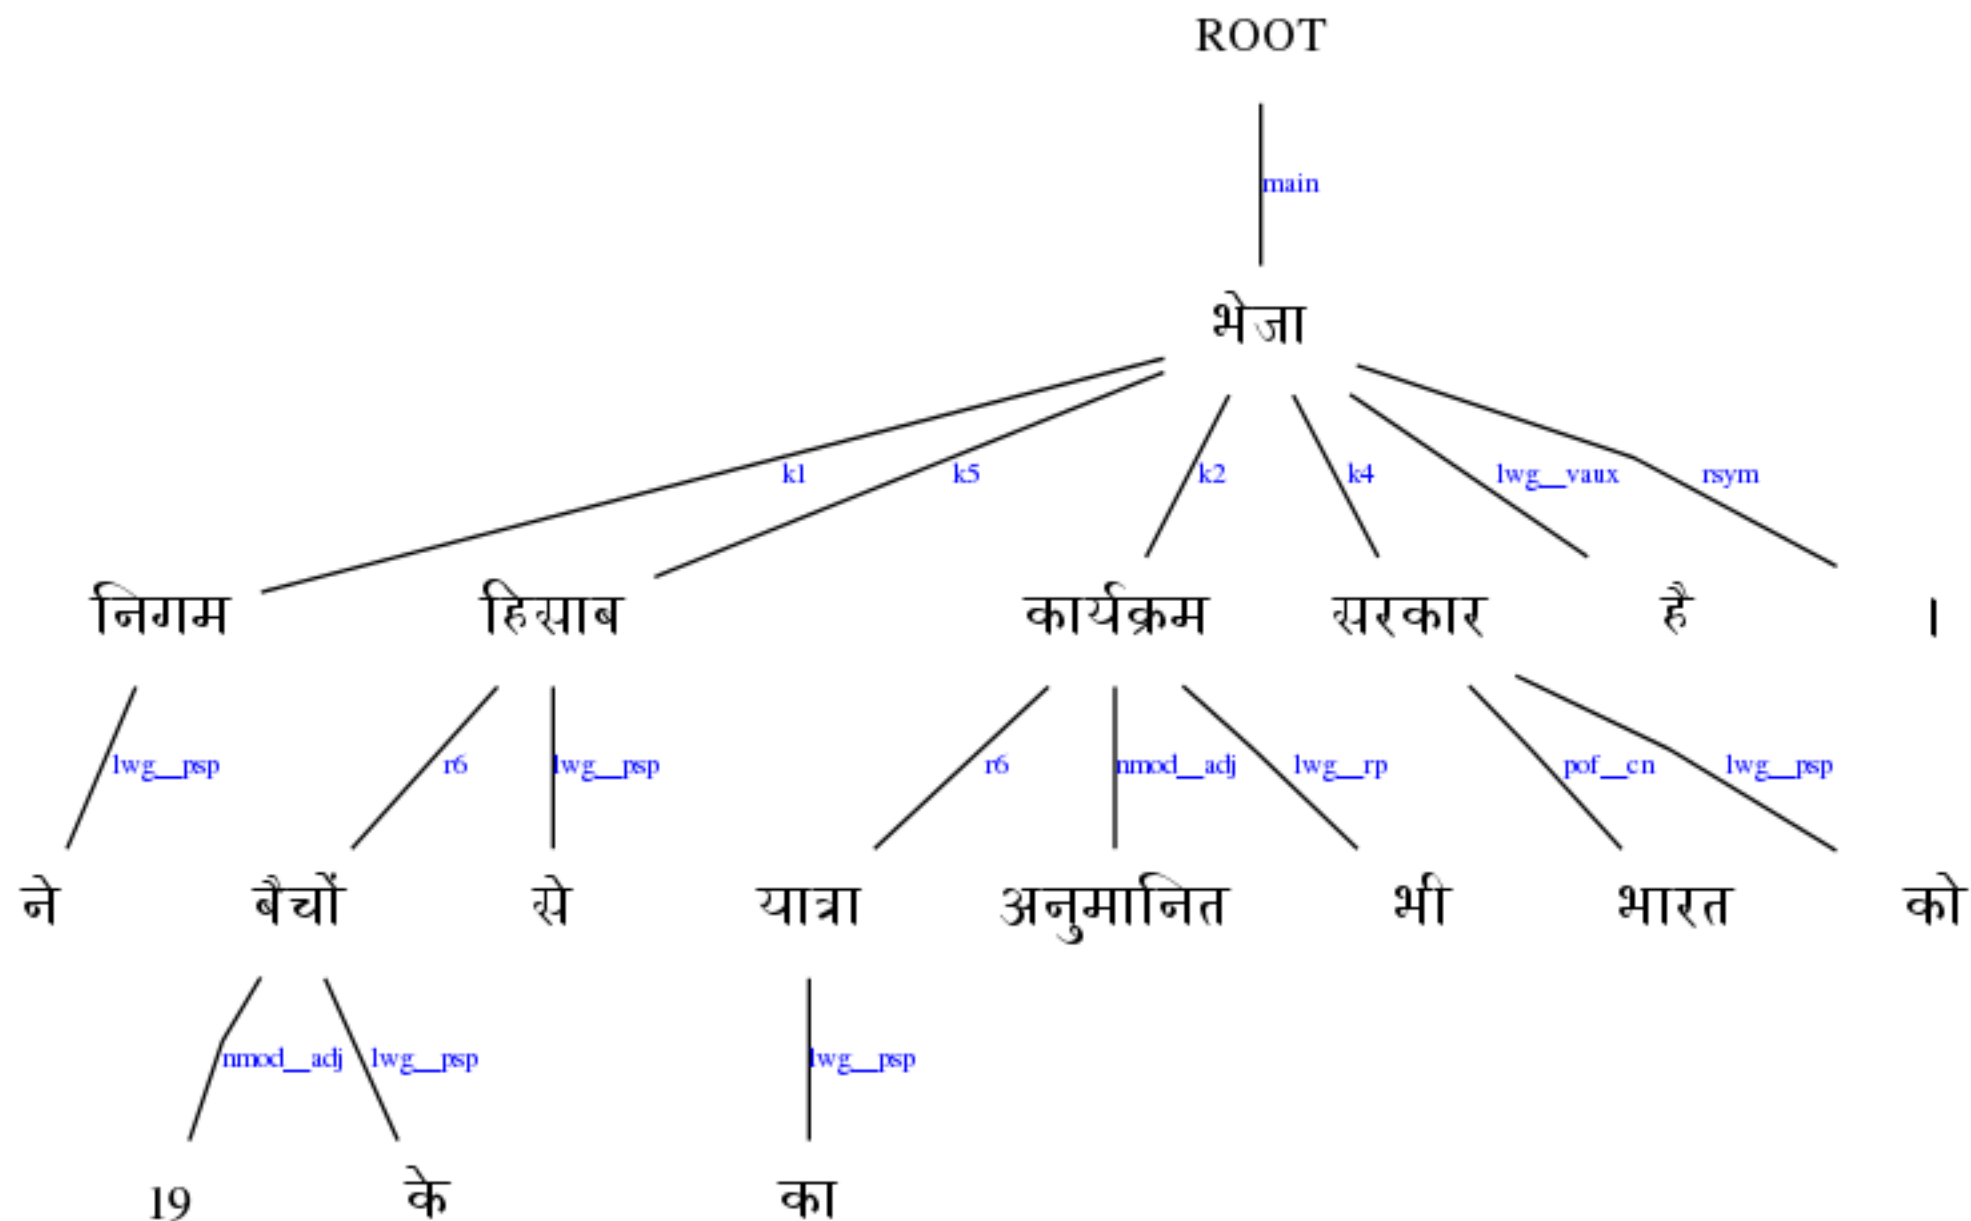 ROOT
main
भेजा
k1 k5 k2 k4 lwg__vaux rsym
निगम हिसाब कार्यक्रम सरकार है ।
lwg__psp r6 lwg__psp r6 nmod__adj lwg__rp pof__cn lwg__psp
ने बैचों से यात्रा अनुमानित भी भारत को
nmod__adj lwg__psp lwg__psp
19 के का